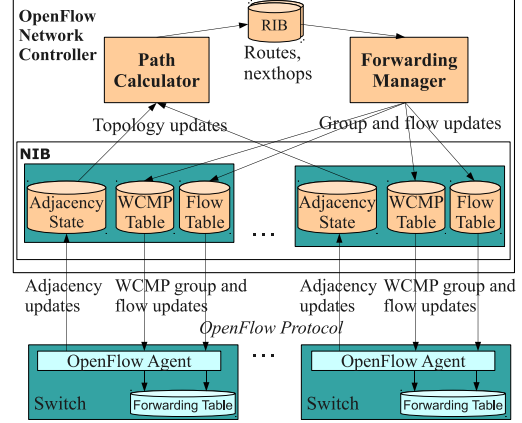 OpenFlow
Network
Controller
RIB
Path
Calculator
Routes,
nexthops
Forwarding
Manager
Topology updates
Group and flow updates
NIB
Adjacency
State
WCMP
Table
Flow
Table
...
Adjacency
State
WCMP
Table
Flow
Table
Adjacency
updates
WCMP group and
flow updates
Adjacency
updates
WCMP group and
flow updates
OpenFlow Protocol
OpenFlow Agent
Switch
Forwarding Table
...
OpenFlow Agent
Switch
Forwarding Table